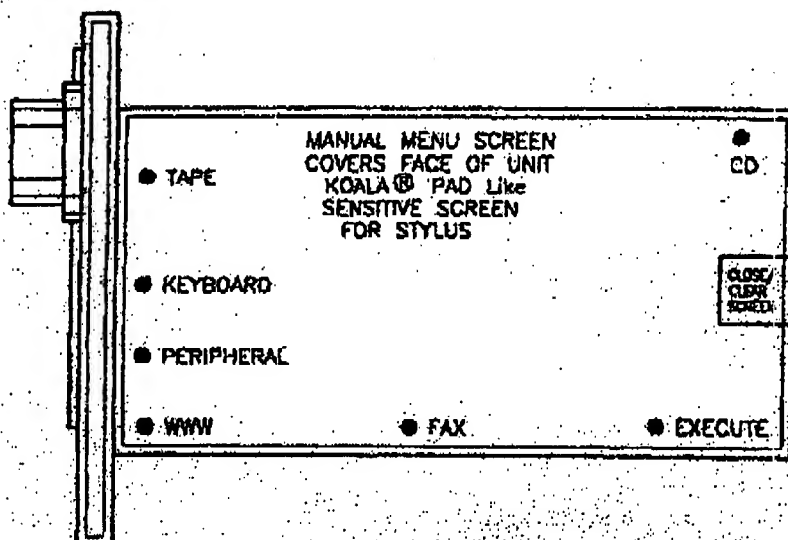 MANUAL MENU SCREEN
COVERS FACE OF UNIT
KOALA® PAD Like
SENSITIVE SCREEN
FOR STYLUS
CD
TAPE
KEYBOARD
CLOSE/
CLEAR
SCREEN
PERIPHERAL
WWW
FAX
EXECUTE